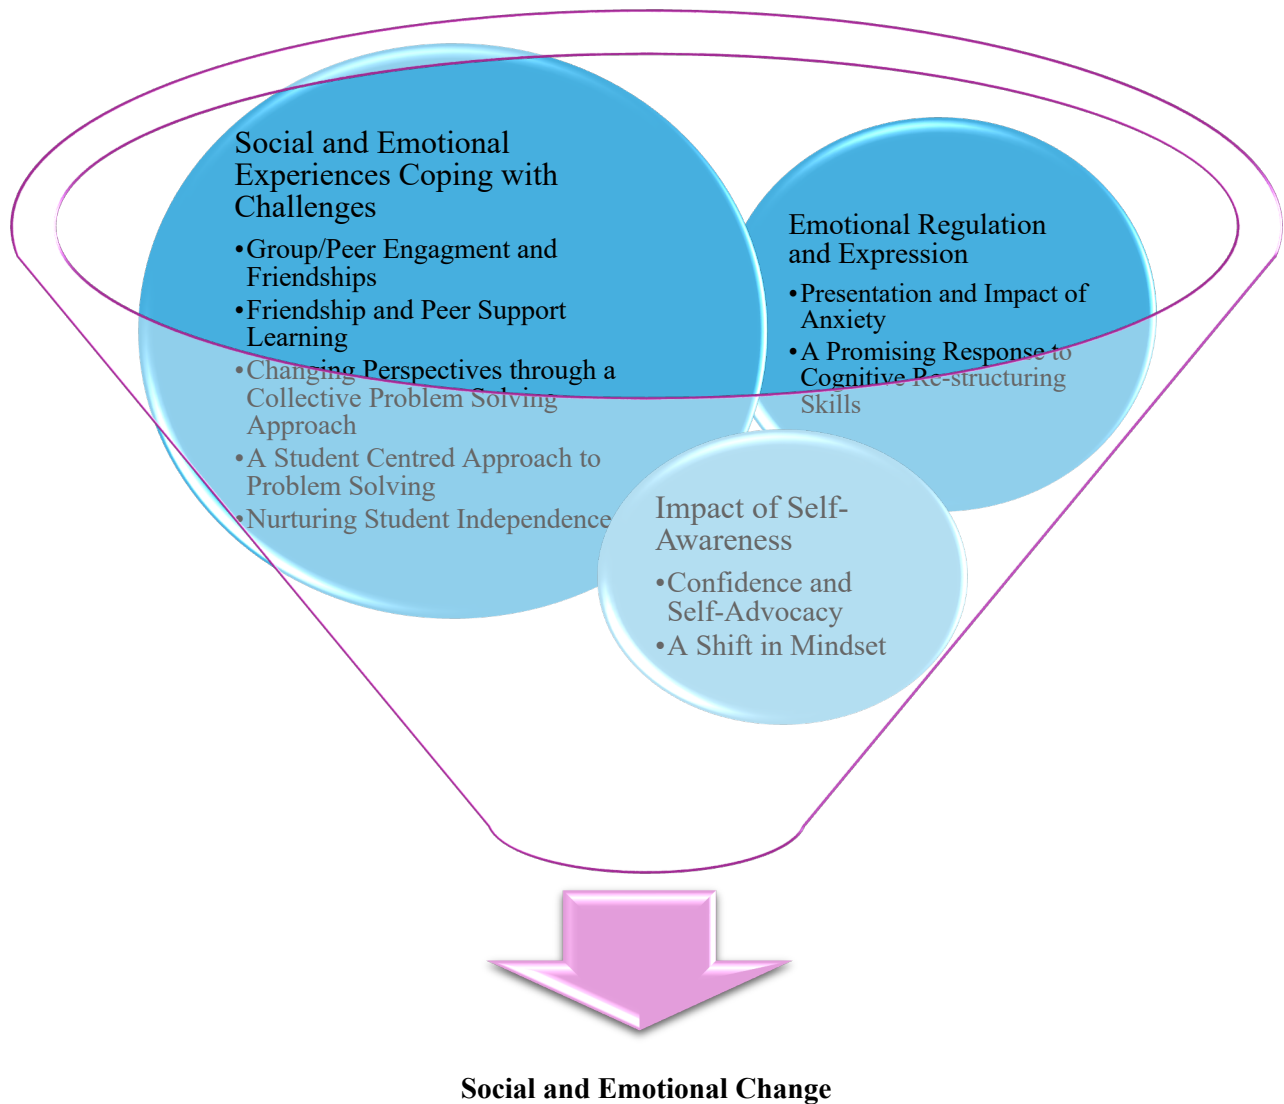 Social and Emotional
Experiences Coping with
Challenges
•Group/Peer Engagment and
Friendships
•Friendship and Peer Support
Learning
•Changing Perspectives through a
Collective Problem Solving
Approach
•A Student Centred Approach to
Problem Solving
•Nurturing Student Independence
Emotional Regulation
and Expression
•Presentation and Impact of
Anxiety
•A Promising Response to
Cognitive Re-structuring
Skills
Impact of Self-
Awareness
•Confidence and
Self-Advocacy
•A Shift in Mindset
Social and Emotional Change